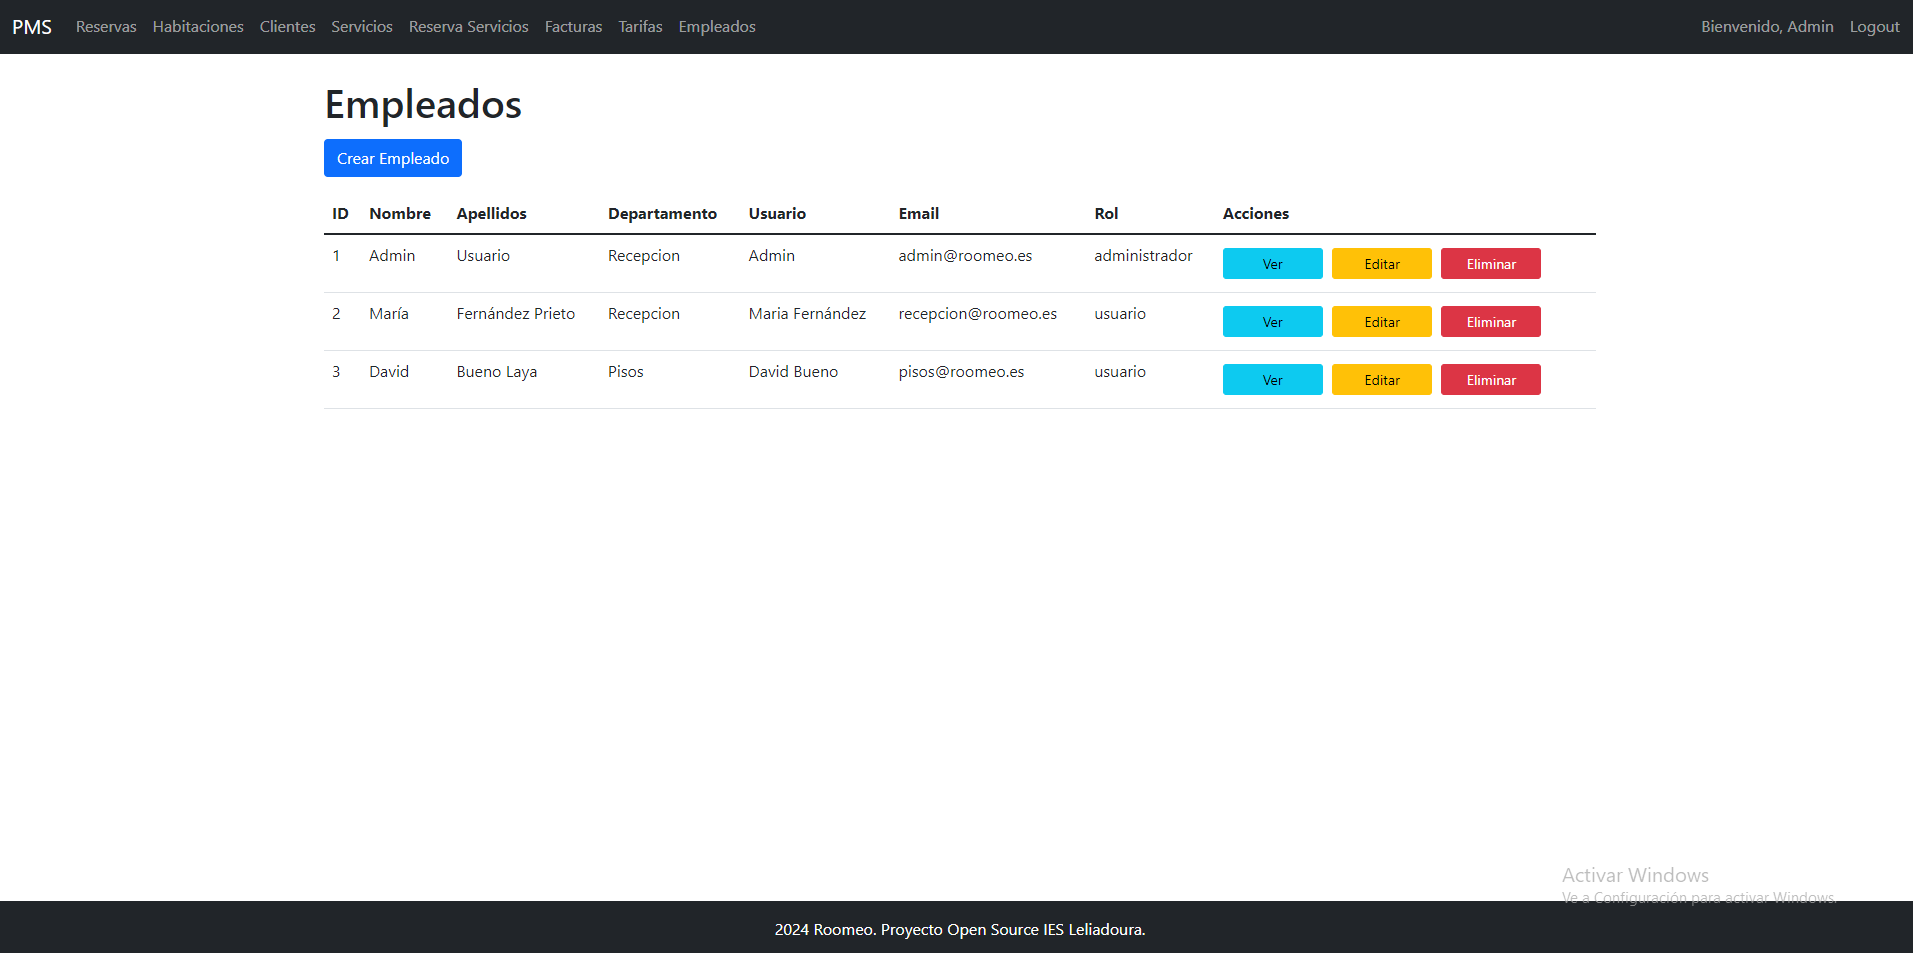 PMS Reservas Habitaciones Clientes Servicios Reserva Servicios Facturas Tarifas Empleados Bienvenido, Admin Logout
Empleados
Crear Empleado
ID Nombre Apellidos Departamento Usuario Email Rol Acciones
1 Admin Usuario Recepcion Admin admin@roomeo.es administrador Ver Editar Eliminar
2 María Fernández Prieto Recepcion Maria Fernández recepcion@roomeo.es usuario Ver Editar Eliminar
3 David Bueno Laya Pisos David Bueno pisos@roomeo.es usuario Ver Editar Eliminar
Activar Windows
Ve a Configuración para activar Windows.
2024 Roomeo. Proyecto Open Source IES Leliadoura.